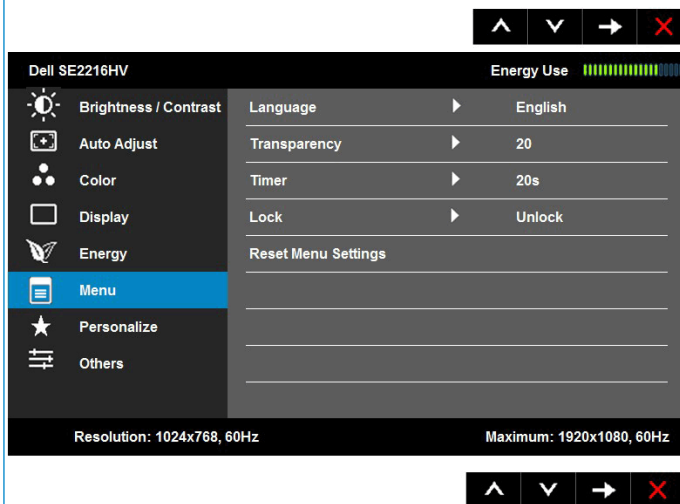 Dell SE2216HV Energy Use
Brightness / Contrast Language English
Auto Adjust Transparency 20
Color Timer 20s
Display Lock Unlock
Energy Reset Menu Settings
Menu
Personalize
Others
Resolution: 1024x768, 60Hz Maximum: 1920x1080, 60Hz